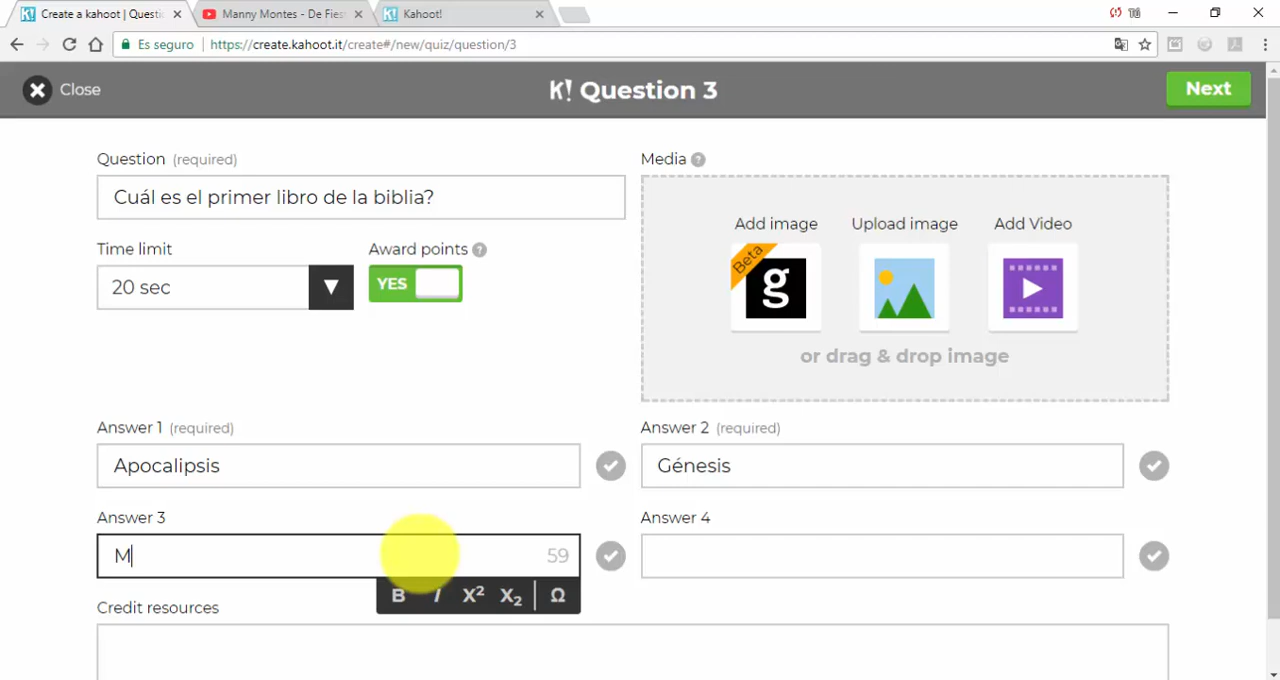 Create a kahoot | Questi
Manny Montes - De Fies
Kahoot!
Es seguro
https://create.kahoot.it/create#/new/quiz/question/3
Close
K! Question 3
Next
Question (required)
Cuál es el primer libro de la biblia?
Time limit
20 sec
Award points ?
YES
Media ?
Add image
Upload image
Add Video
Beta
g
or drag & drop image
Answer 1 (required)
Apocalipsis
Answer 2 (required)
Génesis
Answer 3
M
59
Answer 4
B I X² X₂ Ω
Credit resources